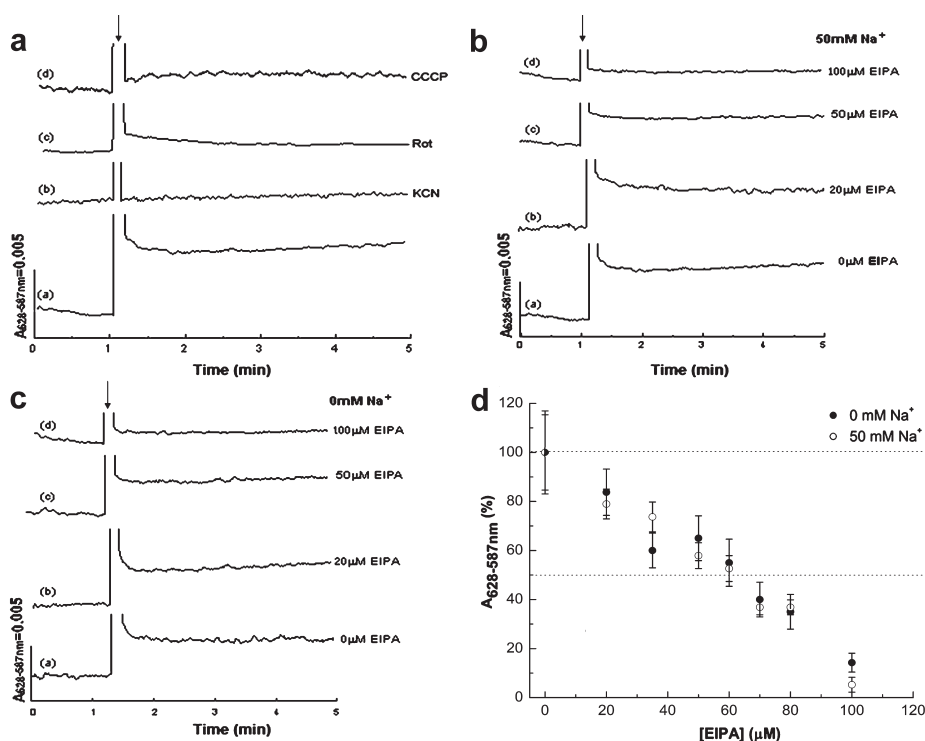 a
(d)
CCCP
(c)
Rot
(b)
KCN
(a)
A628-587nm=0.005
0 1 2 3 4 5
Time (min)
b
50mM Na+
(d)
100µM EIPA
(c)
50µM EIPA
(b)
20µM EIPA
(a)
0µM EIPA
A628-587nm=0.005
0 1 2 3 4 5
Time (min)
c
0mM Na+
(d)
100µM EIPA
(c)
50µM EIPA
(b)
20µM EIPA
(a)
0µM EIPA
A628-587nm=0.005
0 1 2 3 4 5
Time (min)
d
0 mM Na+
50 mM Na+
120
100
80
60
40
20
0
A628-587nm (%)
0 20 40 60 80 100 120
[EIPA] (µM)